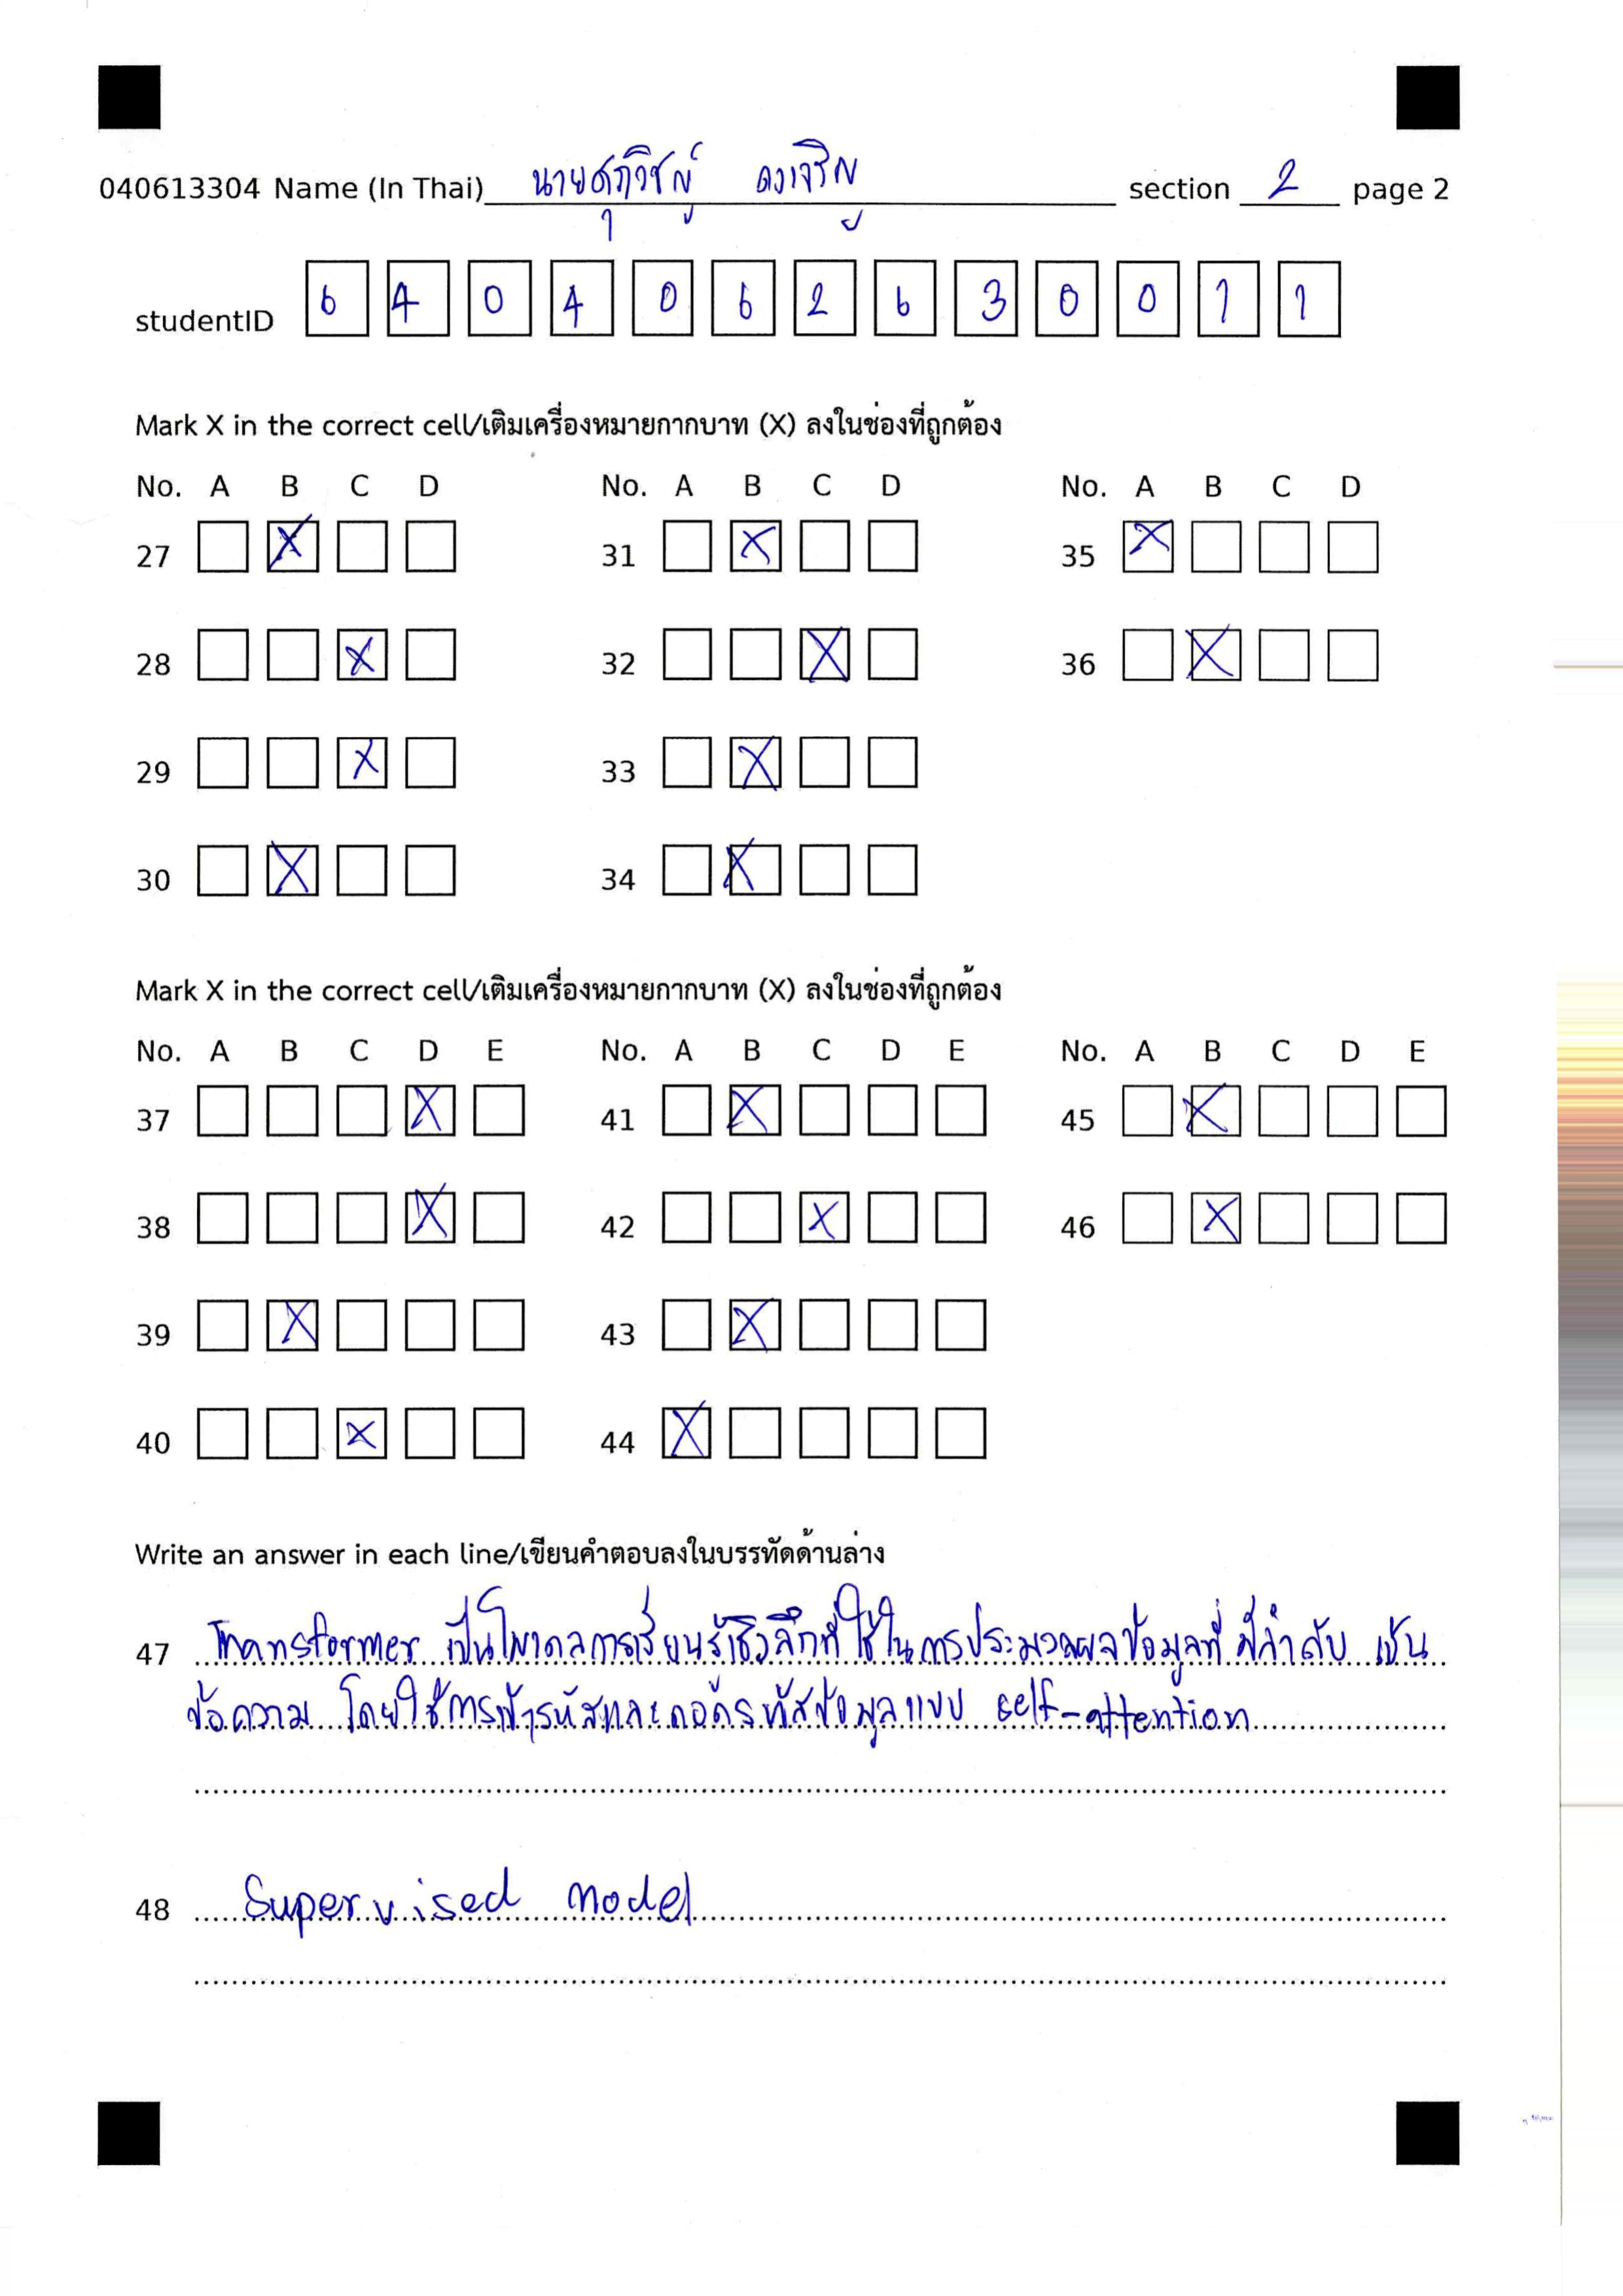 040613304 Name (In Thai) นายศุภวิชญ์ ดวงเจริญ section 2 page 2
studentID 6 4 0 4 0 6 2 6 3 0 0 1 1
Mark X in the correct cell/เติมเครื่องหมายกากบาท (X) ลงในช่องที่ถูกต้อง
No. A B C D No. A B C D No. A B C D
27 X 31 X 35 X
28 X 32 X 36 X
29 X 33 X
30 X 34 X
Mark X in the correct cell/เติมเครื่องหมายกากบาท (X) ลงในช่องที่ถูกต้อง
No. A B C D E No. A B C D E No. A B C D E
37 X 41 X 45 X
38 X 42 X 46 X
39 X 43 X
40 X 44 X
Write an answer in each line/เขียนคำตอบลงในบรรทัดด้านล่าง
47 Transformer เป็นโมเดลการเรียนรู้เชิงลึกที่ใช้ในการประมวลผลข้อมูลที่มีลำดับ เช่น
ข้อความ โดยใช้การเข้ารหัสและถอดรหัสข้อมูลแบบ self-attention
48 Supervised model